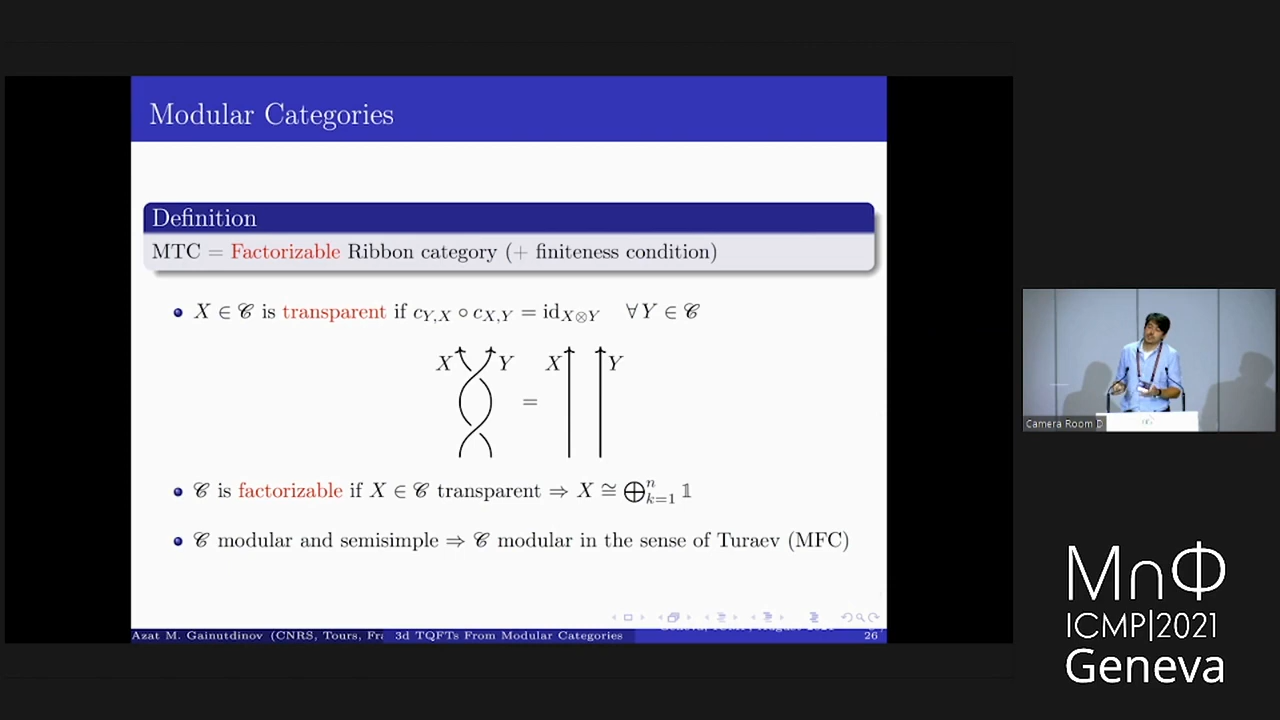 Modular Categories
Definition
MTC = Factorizable Ribbon category (+ finiteness condition)
X ∈ 𝒞 is transparent if c_{Y,X} ∘ c_{X,Y} = id_{X⊗Y} ∀ Y ∈ 𝒞
X Y = X Y
𝒞 is factorizable if X ∈ 𝒞 transparent ⇒ X ≅ ⊕_{k=1}^{n} 𝟙
𝒞 modular and semisimple ⇒ 𝒞 modular in the sense of Turaev (MFC)
Azat M. Gainutdinov (CNRS, Tours, Fra 3d TQFTs From Modular Categories
26
Camera Room D
MnΦ
ICMP|2021
Geneva